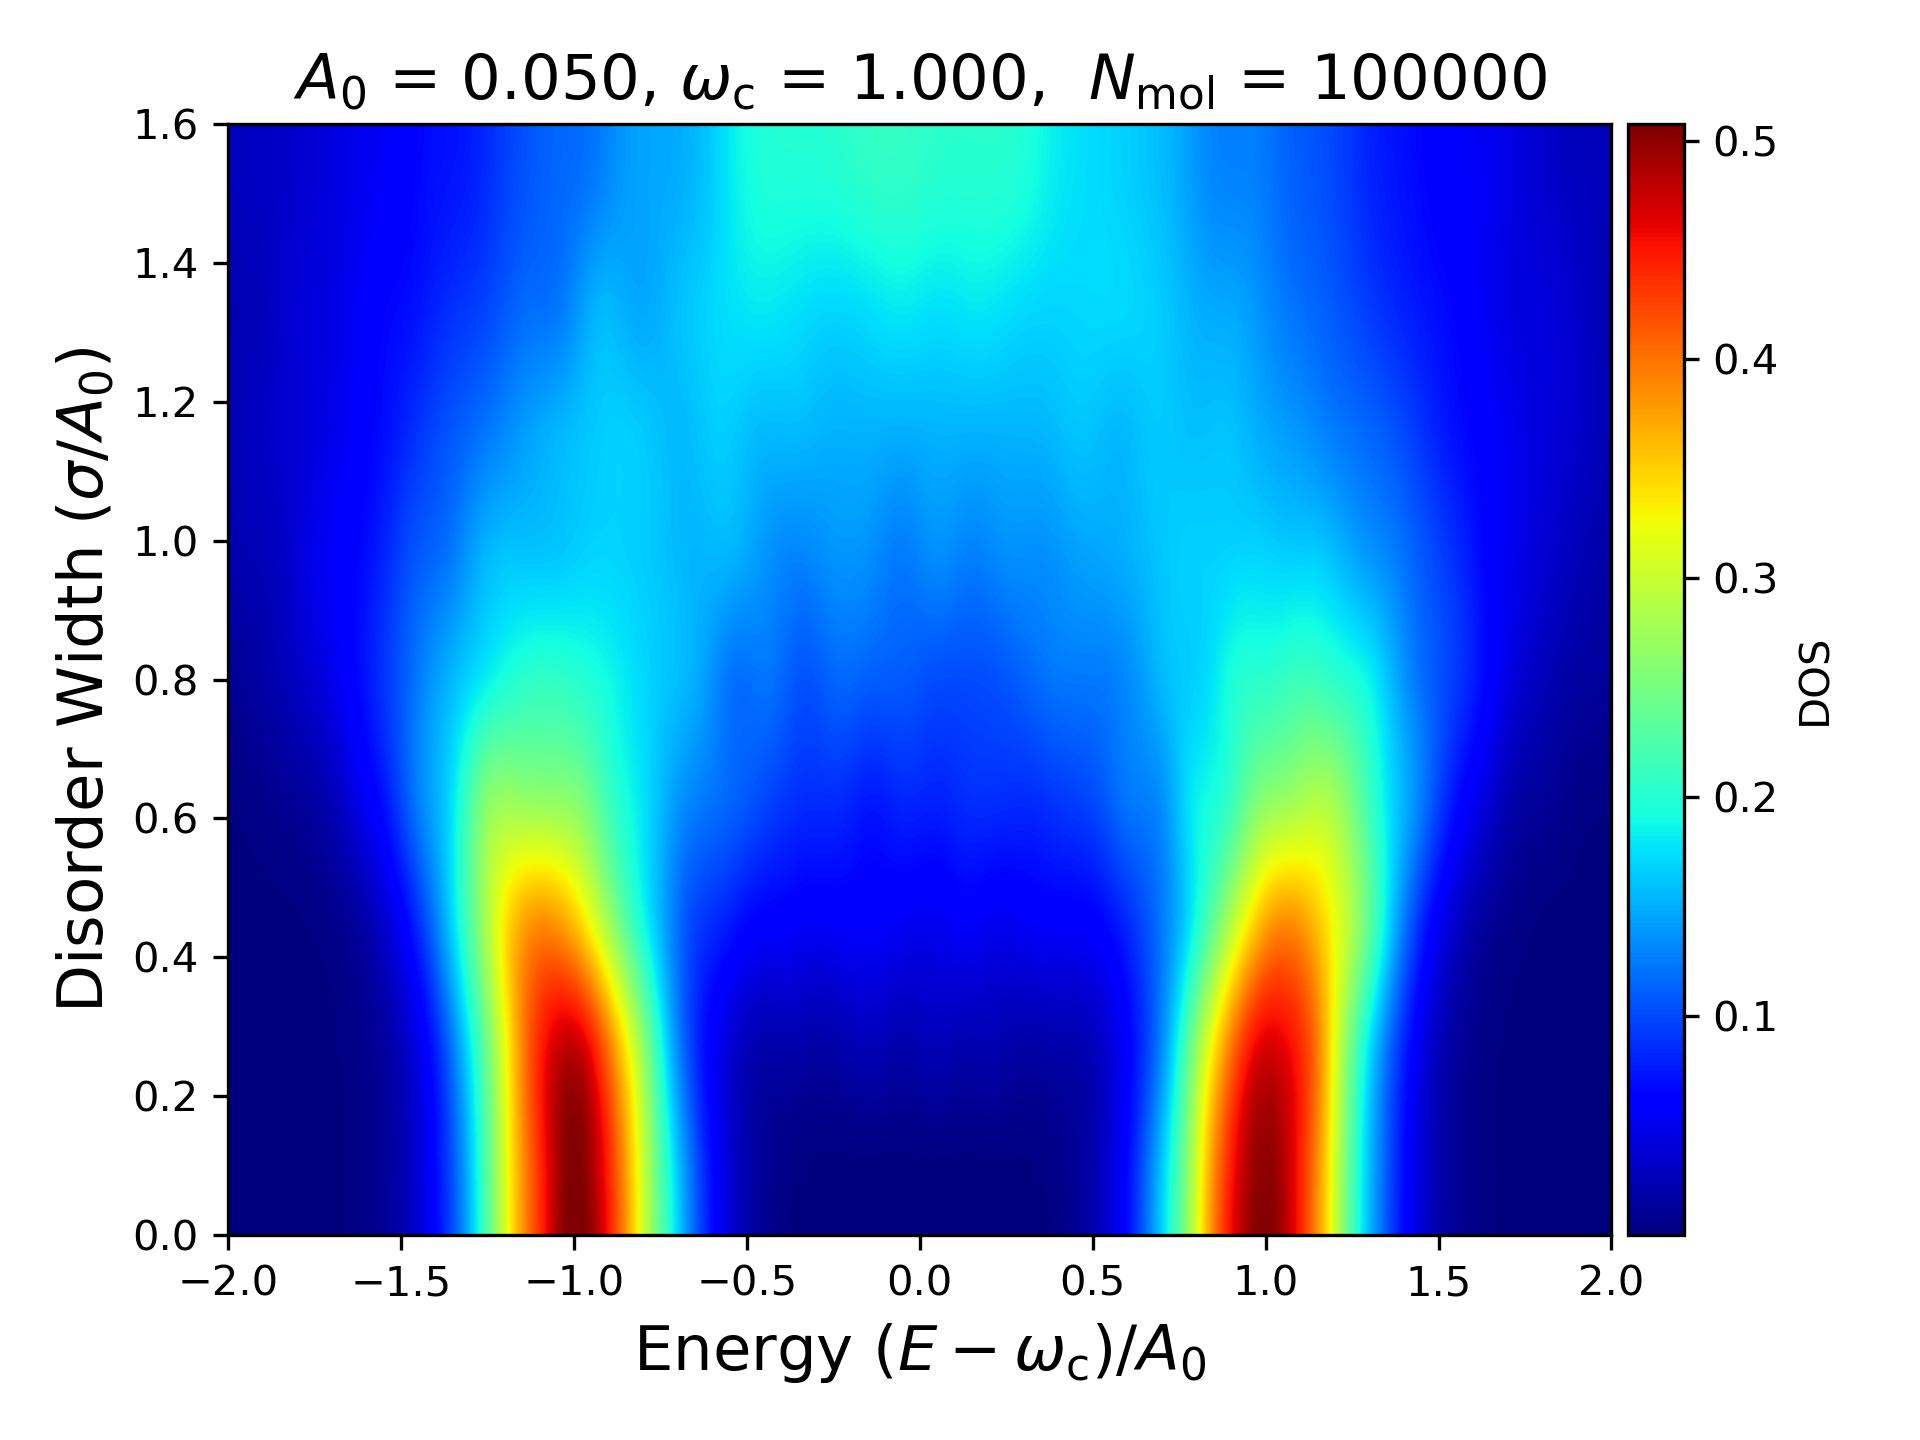 A₀ = 0.050, ω_c = 1.000, N_mol = 100000
Disorder Width (σ/A₀)
1.6
1.4
1.2
1.0
0.8
0.6
0.4
0.2
0.0
−2.0 −1.5 −1.0 −0.5 0.0 0.5 1.0 1.5 2.0
Energy (E − ω_c)/A₀
0.5
0.4
0.3
0.2
0.1
DOS